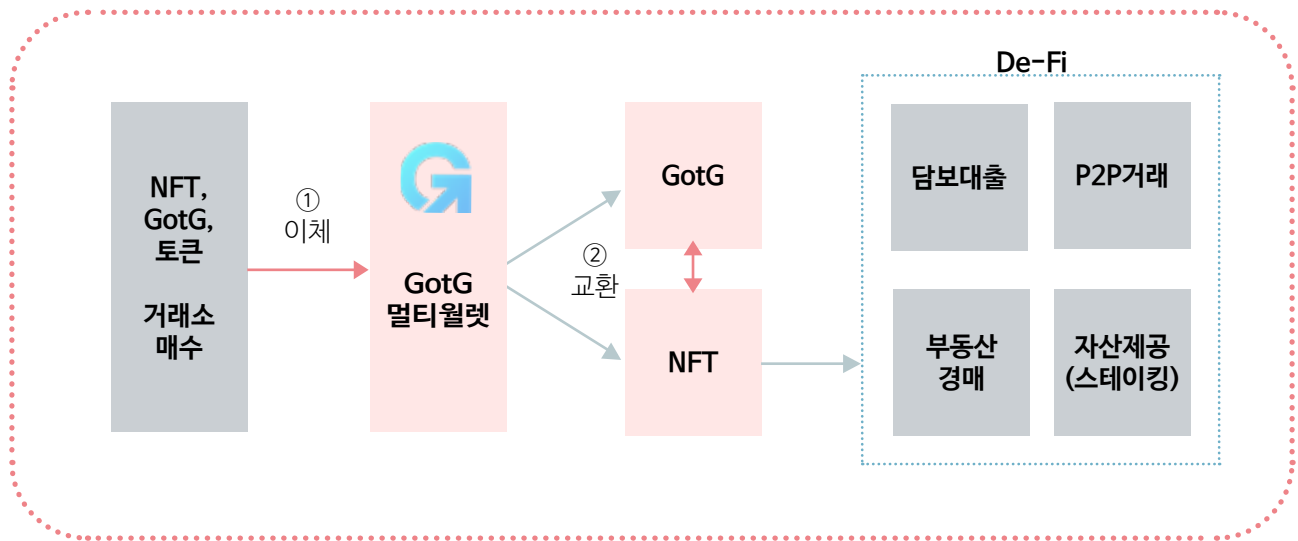 De-Fi
NFT,
GotG,
토큰
거래소
매수
①
이체
GotG
멀티월렛
GotG
②
교환
NFT
담보대출
P2P거래
부동산
경매
자산제공
(스테이킹)